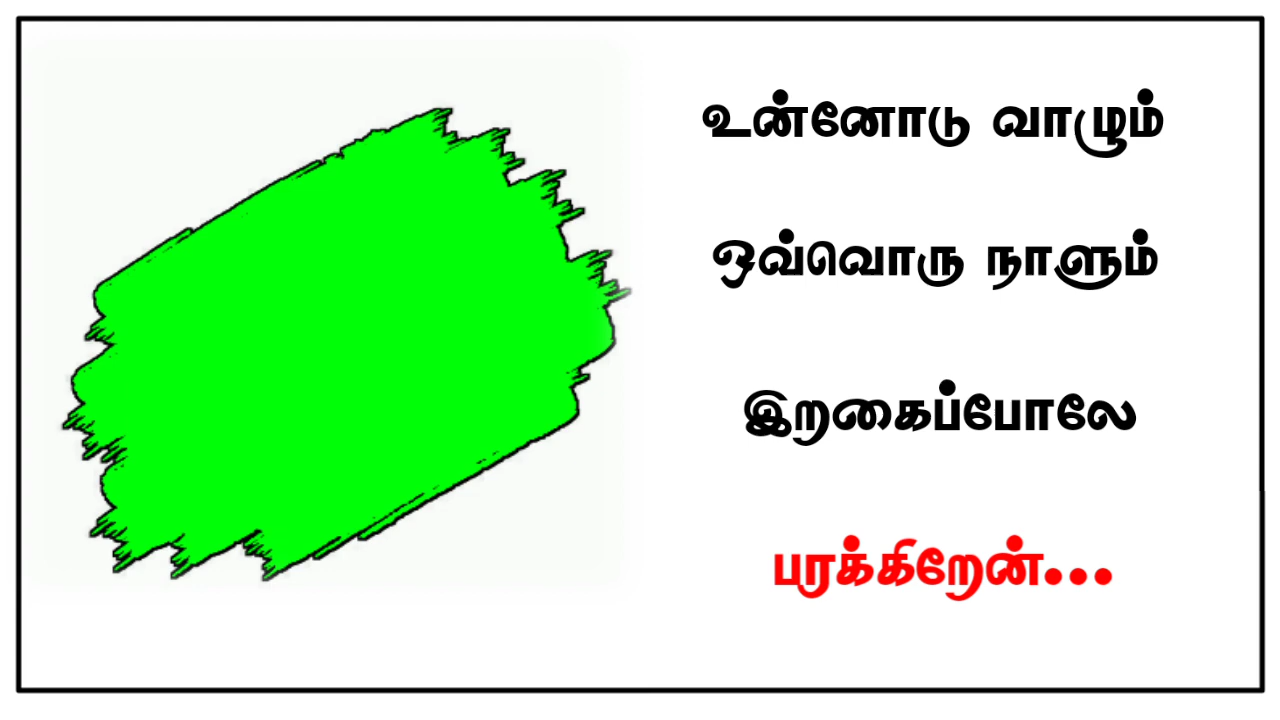 உன்னோடு வாழும்
ஒவ்வொரு நாளும்
இறகைப்போலே
பரக்கிறேன்...